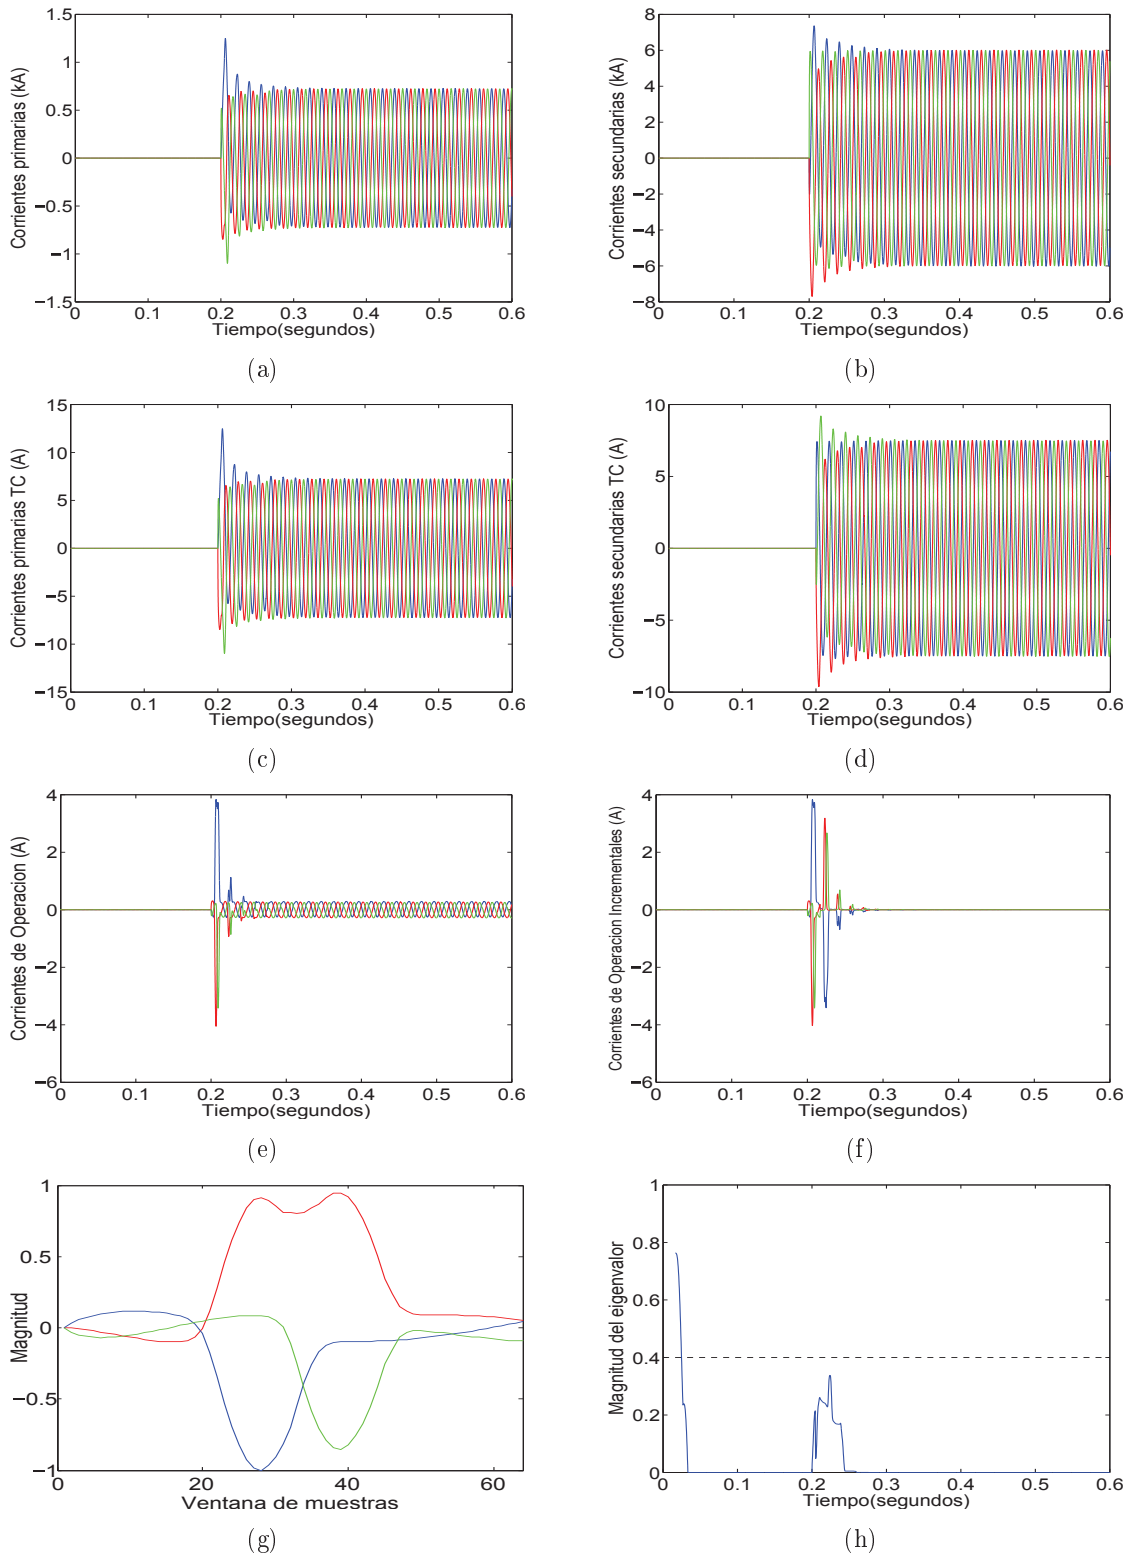 Corrientes primarias (kA)
1.5
1
0.5
0
−0.5
−1
−1.5
0 0.1 0.2 0.3 0.4 0.5 0.6
Tiempo(segundos)
(a)
Corrientes secundarias (kA)
8
6
4
2
0
−2
−4
−6
−8
0 0.1 0.2 0.3 0.4 0.5 0.6
Tiempo(segundos)
(b)
Corrientes primarias TC (A)
15
10
5
0
−5
−10
−15
0 0.1 0.2 0.3 0.4 0.5 0.6
Tiempo(segundos)
(c)
Corrientes secundarias TC (A)
10
5
0
−5
−10
0 0.1 0.2 0.3 0.4 0.5 0.6
Tiempo(segundos)
(d)
Corrientes de Operacion (A)
4
2
0
−2
−4
−6
0 0.1 0.2 0.3 0.4 0.5 0.6
Tiempo(segundos)
(e)
Corrientes de Operacion Incrementales (A)
4
2
0
−2
−4
−6
0 0.1 0.2 0.3 0.4 0.5 0.6
Tiempo(segundos)
(f)
Magnitud
1
0.5
0
−0.5
−1
0 20 40 60
Ventana de muestras
(g)
Magnitud del eigenvalor
1
0.8
0.6
0.4
0.2
0
0 0.1 0.2 0.3 0.4 0.5 0.6
Tiempo(segundos)
(h)